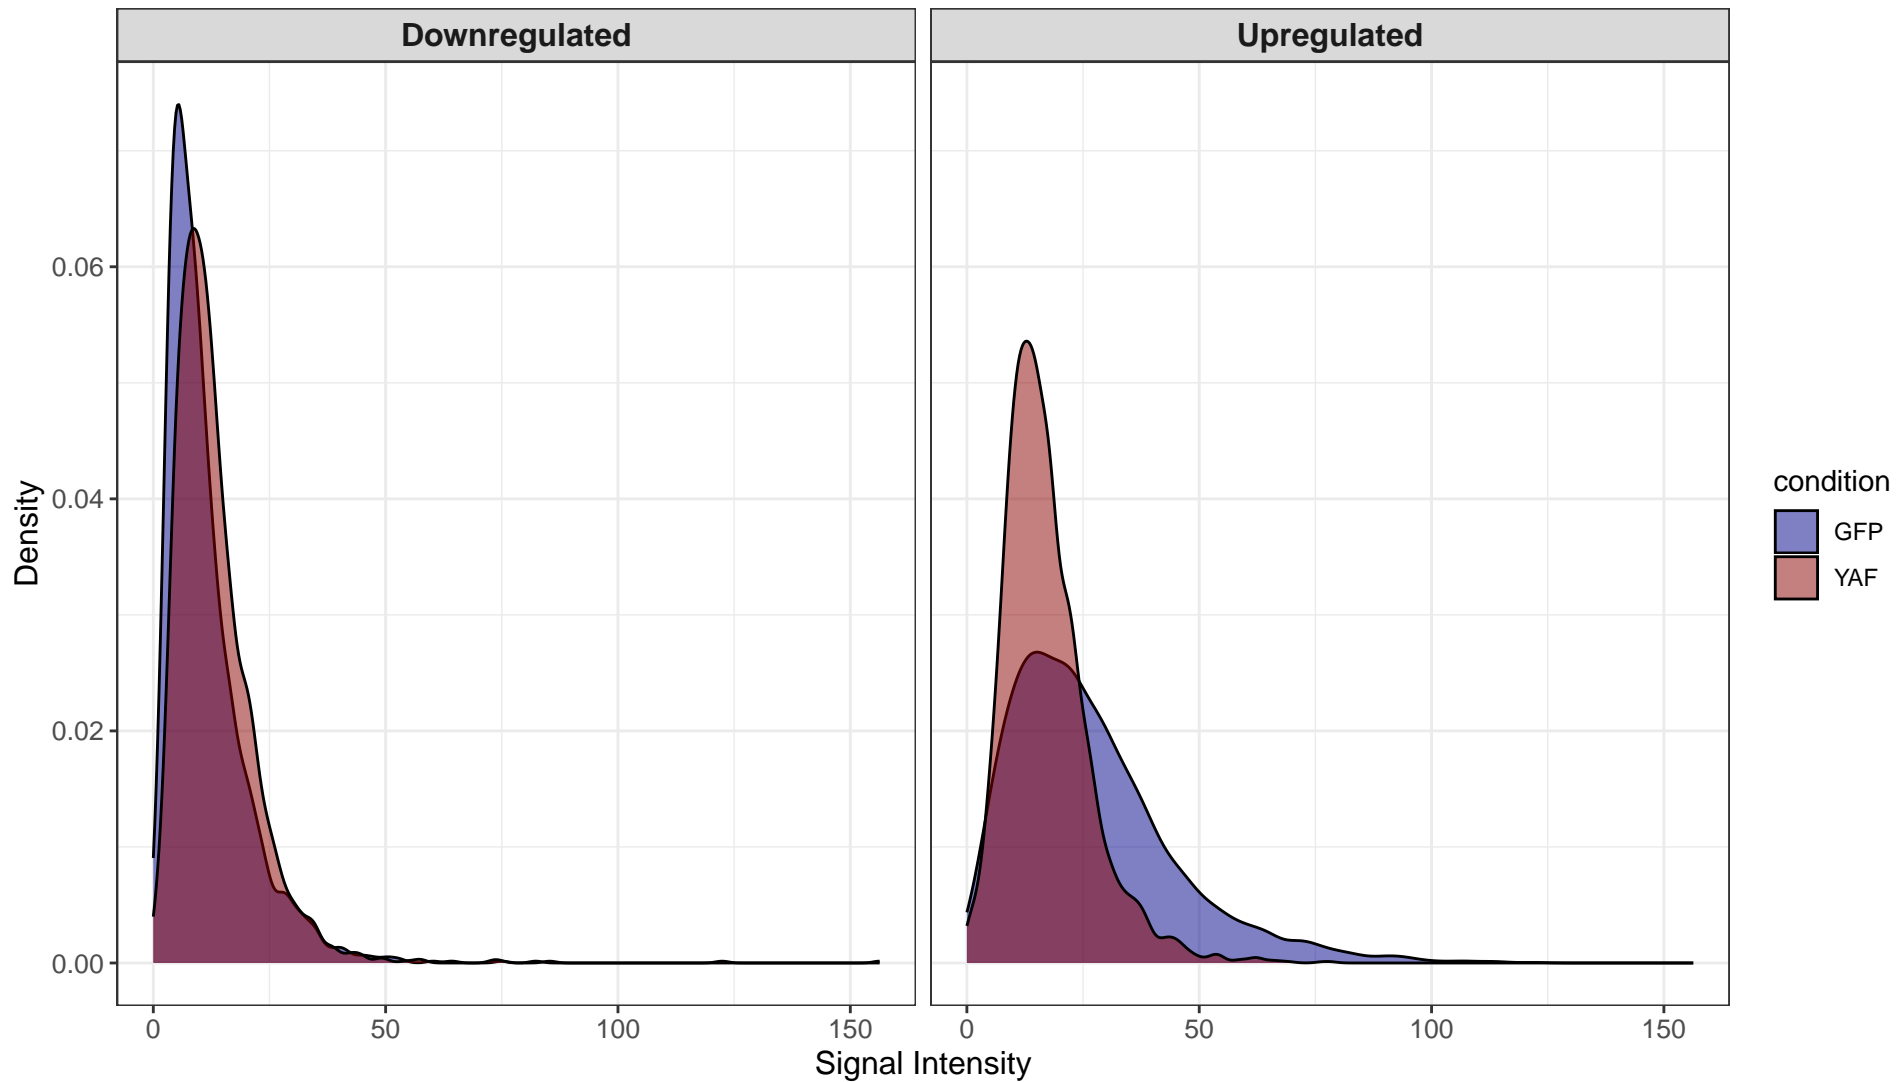 Downregulated
Upregulated
Density
0.06
0.04
0.02
0.00
0 50 100 150
0 50 100 150
Signal Intensity
condition
GFP
YAF